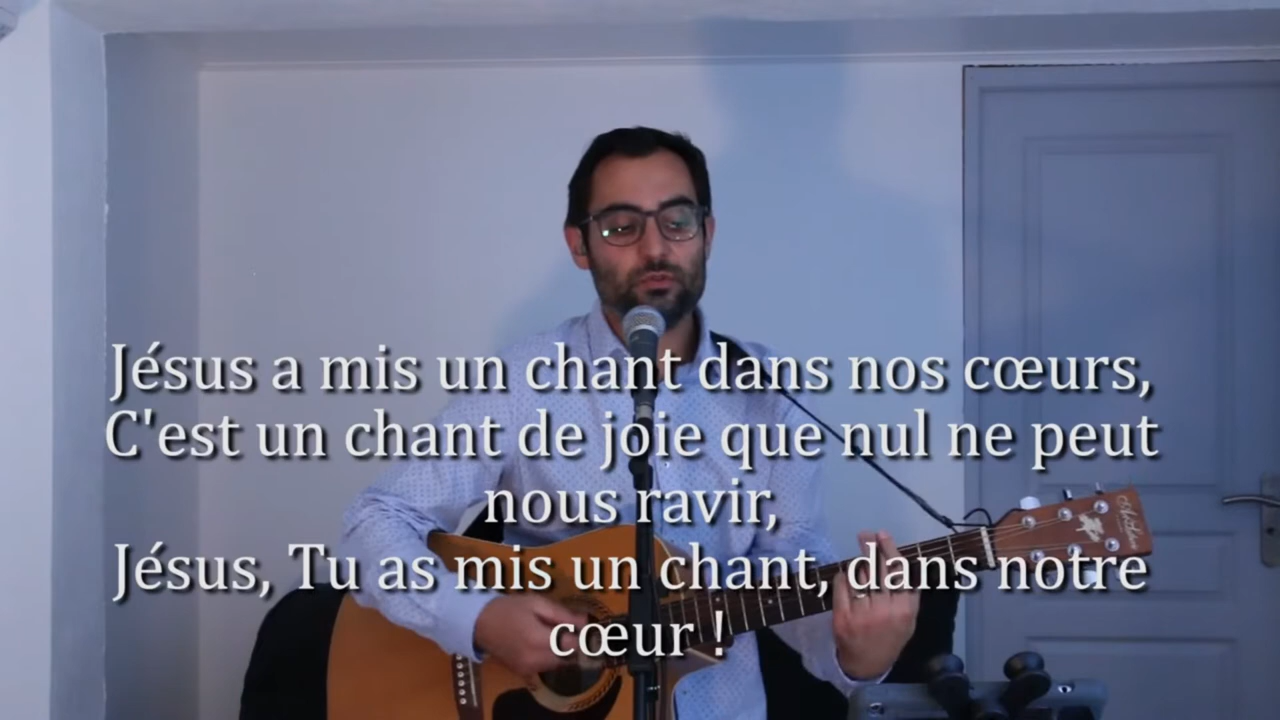 Jésus a mis un chant dans nos cœurs,
C'est un chant de joie que nul ne peut
nous ravir,
Jésus, Tu as mis un chant, dans notre
cœur !